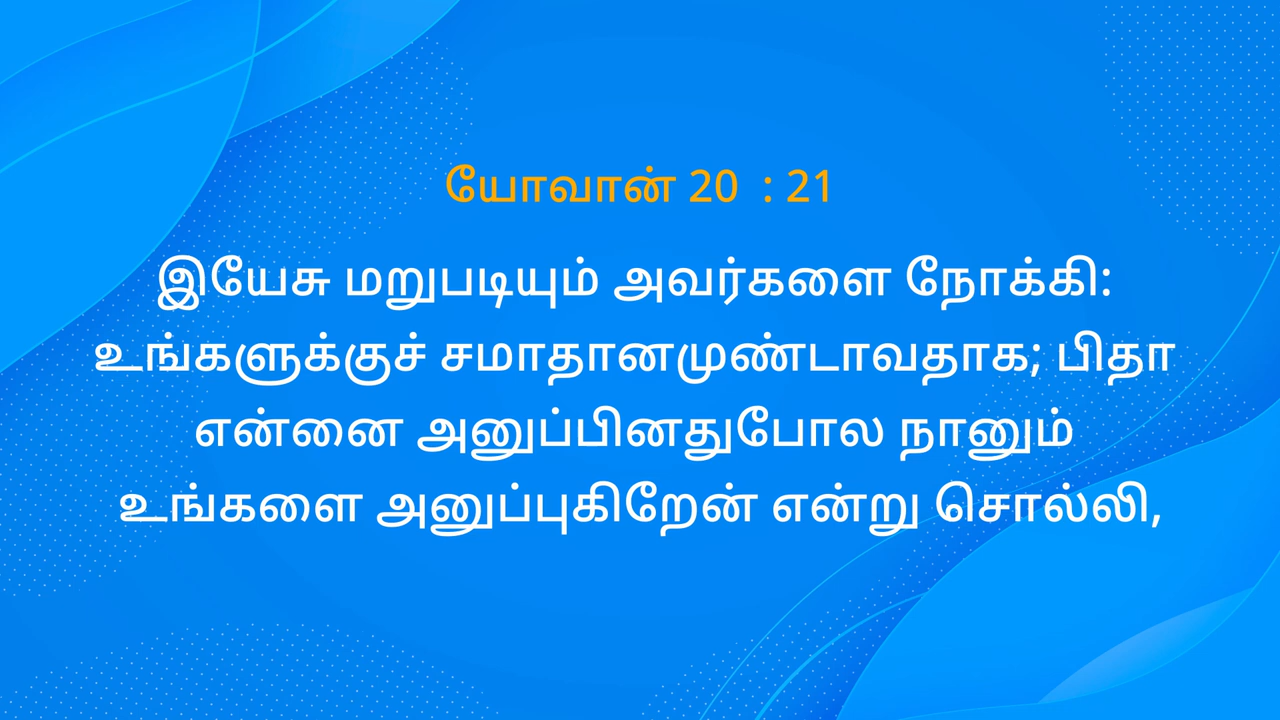 யோவான் 20 : 21
இயேசு மறுபடியும் அவர்களை நோக்கி:
உங்களுக்குச் சமாதானமுண்டாவதாக; பிதா
என்னை அனுப்பினதுபோல நானும்
உங்களை அனுப்புகிறேன் என்று சொல்லி,